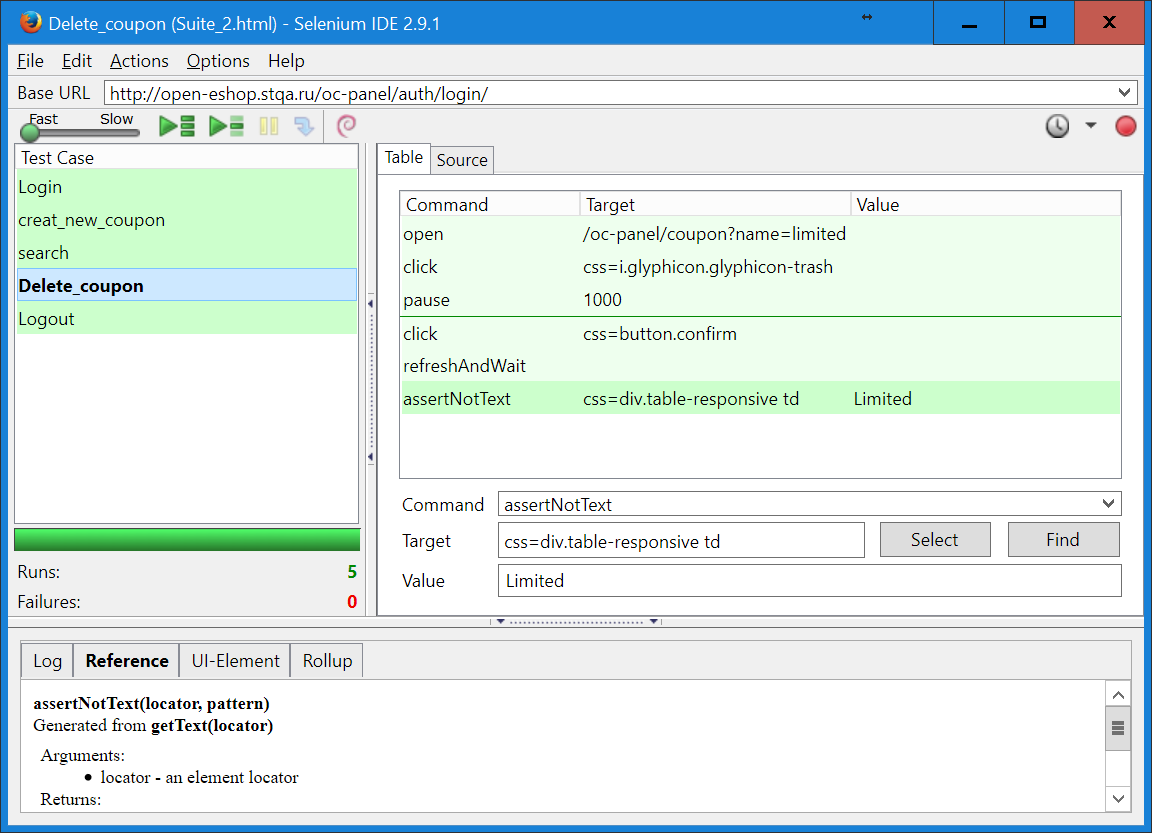 Delete_coupon (Suite_2.html) - Selenium IDE 2.9.1
File Edit Actions Options Help
Base URL http://open-eshop.stqa.ru/oc-panel/auth/login/
Fast Slow
Test Case
Login
creat_new_coupon
search
Delete_coupon
Logout
Runs: 5
Failures: 0
Table Source
Command Target Value
open /oc-panel/coupon?name=limited
click css=i.glyphicon.glyphicon-trash
pause 1000
click css=button.confirm
refreshAndWait
assertNotText css=div.table-responsive td Limited
Command assertNotText
Target css=div.table-responsive td Select Find
Value Limited
Log Reference UI-Element Rollup
assertNotText(locator, pattern)
Generated from getText(locator)
Arguments:
• locator - an element locator
Returns: